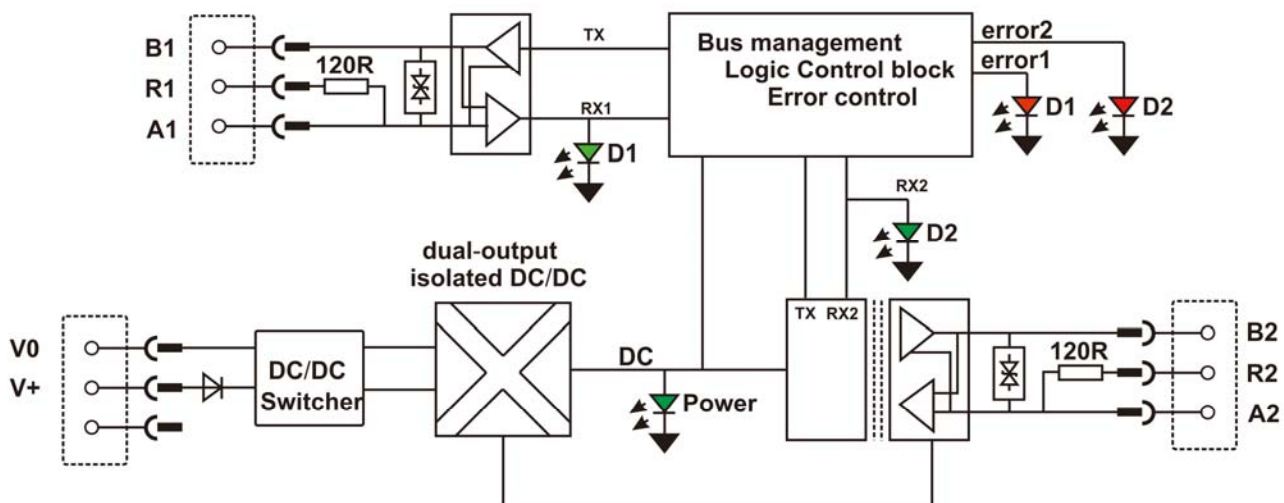 B1
R1
A1
120R
TX
RX1
D1
Bus management
Logic Control block
Error control
error2
error1
D1
D2
RX2
D2
dual-output
isolated DC/DC
V0
V+
DC/DC
Switcher
DC
Power
TX
RX2
120R
B2
R2
A2